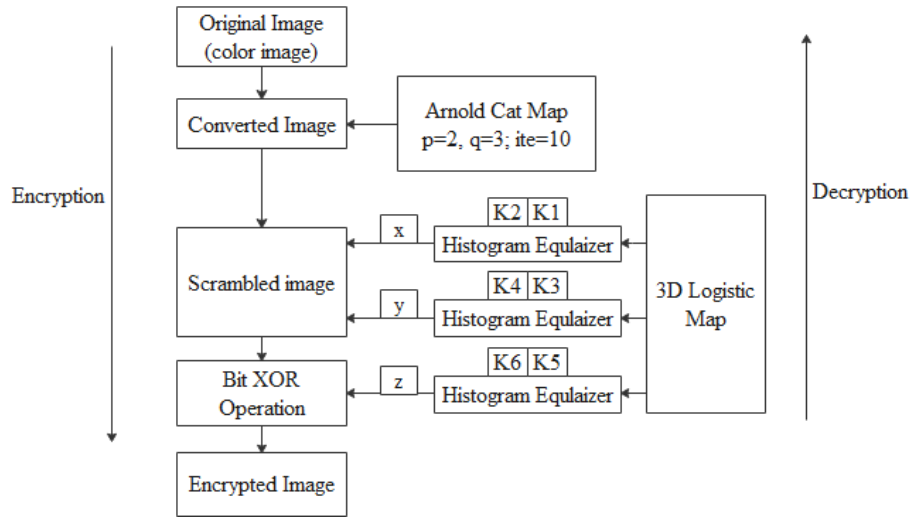 Original Image
(color image)
Converted Image
Arnold Cat Map
p=2, q=3; ite=10
Encryption
Decryption
Scrambled image
x
K2 K1
Histogram Equlaizer
y
K4 K3
Histogram Equlaizer
3D Logistic
Map
Bit XOR
Operation
z
K6 K5
Histogram Equlaizer
Encrypted Image